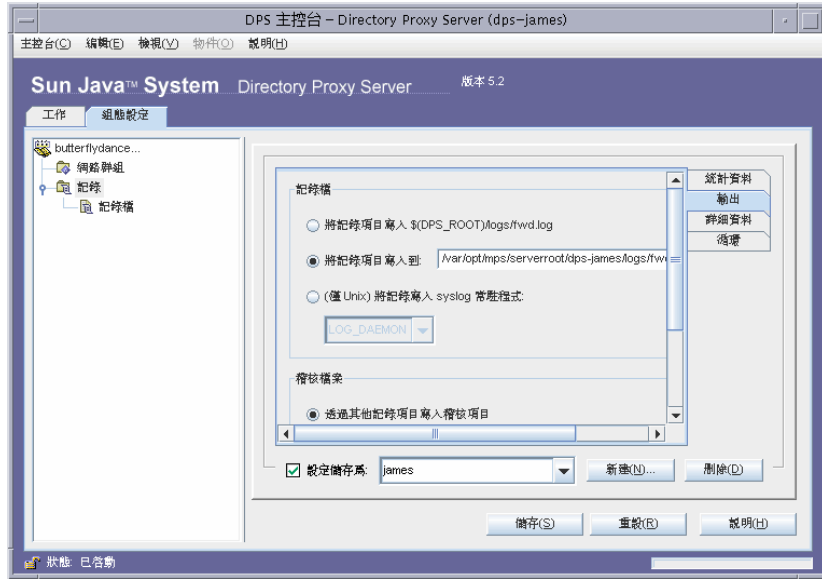 DPS 主控台 – Directory Proxy Server (dps-james)
主控台(C) 編輯(E) 檢視(V) 物件(O) 說明(H)
Sun Java™ System Directory Proxy Server 版本 5.2
工作 組態設定
butterflydance...
網路群組
記錄
記錄檔
統計資料
輸出
詳細資料
循環
記錄檔
將記錄項目寫入 $(DPS_ROOT)/logs/fwd.log
將記錄項目寫入到: /var/opt/mps/serverroot/dps-james/logs/fw
(僅 Unix) 將記錄寫入 syslog 常駐程式:
LOG_DAEMON
稽核檔案
透過其他記錄項目寫入稽核項目
設定儲存為: james 新建(N)... 刪除(D)
儲存(S) 重設(R) 說明(H)
狀態: 已啓動